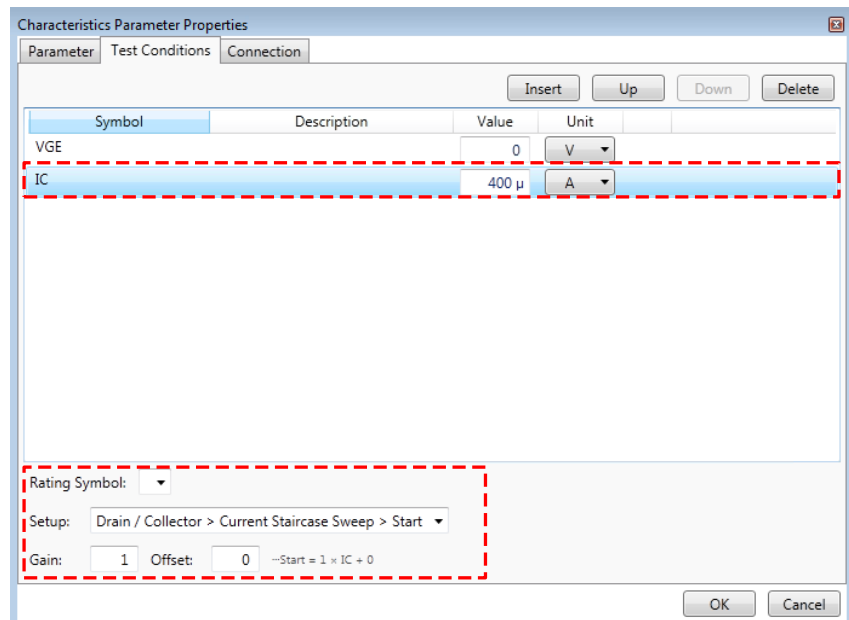 Characteristics Parameter Properties
Parameter Test Conditions Connection
Insert Up Down Delete
Symbol Description Value Unit
VGE 0 V
IC 400 μ A
Rating Symbol:
Setup: Drain / Collector > Current Staircase Sweep > Start
Gain: 1 Offset: 0 ···Start = 1 × IC + 0
OK Cancel